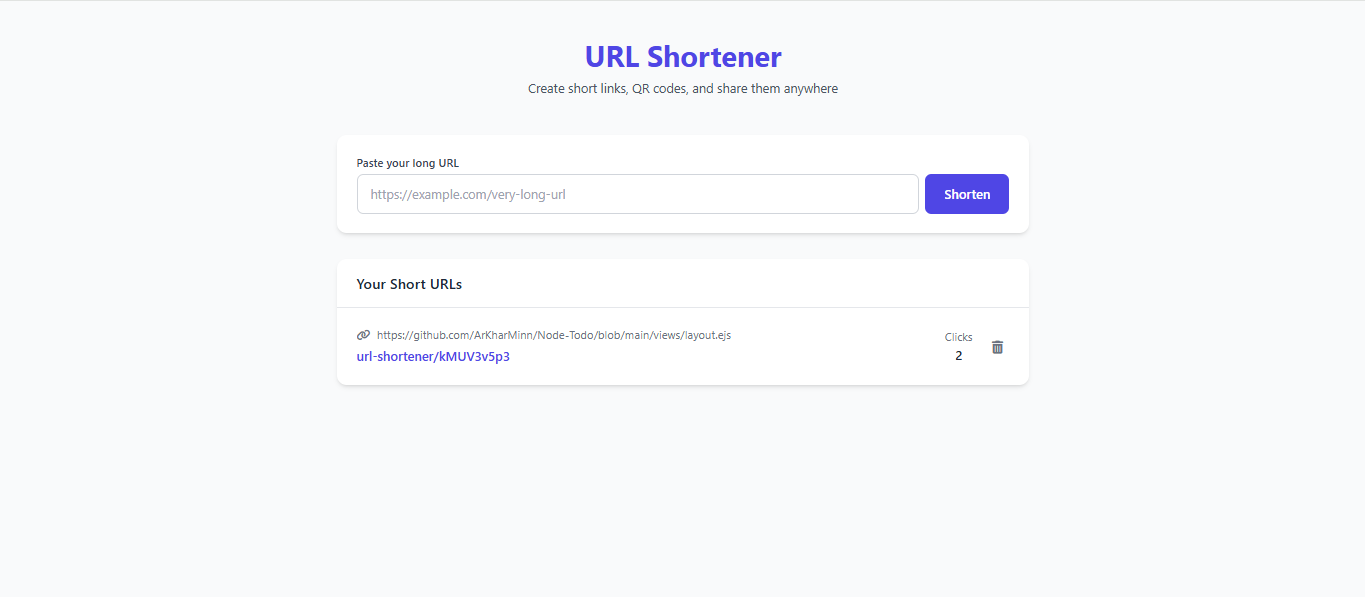 URL Shortener
Create short links, QR codes, and share them anywhere
Paste your long URL
https://example.com/very-long-url
Shorten
Your Short URLs
https://github.com/ArKharMinn/Node-Todo/blob/main/views/layout.ejs
url-shortener/kMUV3v5p3
Clicks
2